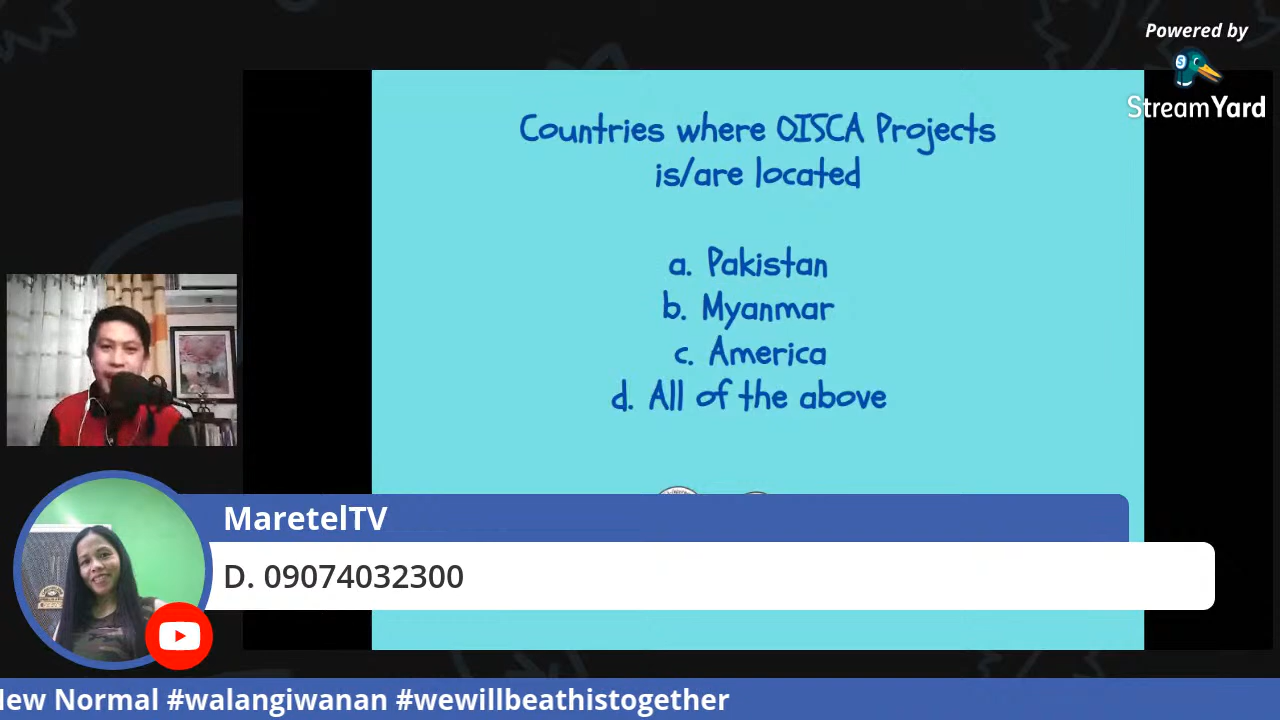 Powered by
StreamYard
Countries where OISCA Projects
is/are located
a. Pakistan
b. Myanmar
c. America
d. All of the above
MaretelTV
D. 09074032300
New Normal #walangiwanan #wewillbeathistogether